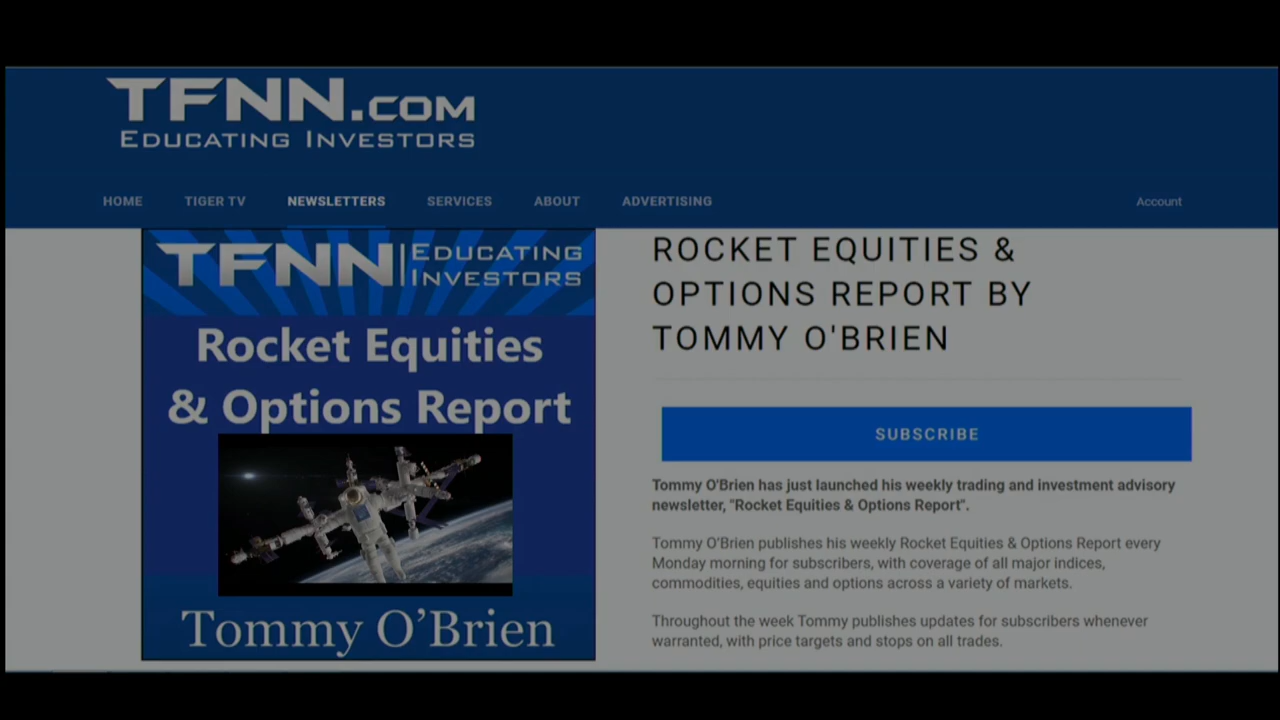 TFNN.COM
EDUCATING INVESTORS
HOME TIGER TV NEWSLETTERS SERVICES ABOUT ADVERTISING Account
TFNN EDUCATING
INVESTORS
Rocket Equities
& Options Report
Tommy O'Brien
ROCKET EQUITIES &
OPTIONS REPORT BY
TOMMY O'BRIEN
SUBSCRIBE
Tommy O'Brien has just launched his weekly trading and investment advisory
newsletter, "Rocket Equities & Options Report".
Tommy O'Brien publishes his weekly Rocket Equities & Options Report every
Monday morning for subscribers, with coverage of all major indices,
commodities, equities and options across a variety of markets.
Throughout the week Tommy publishes updates for subscribers whenever
warranted, with price targets and stops on all trades.